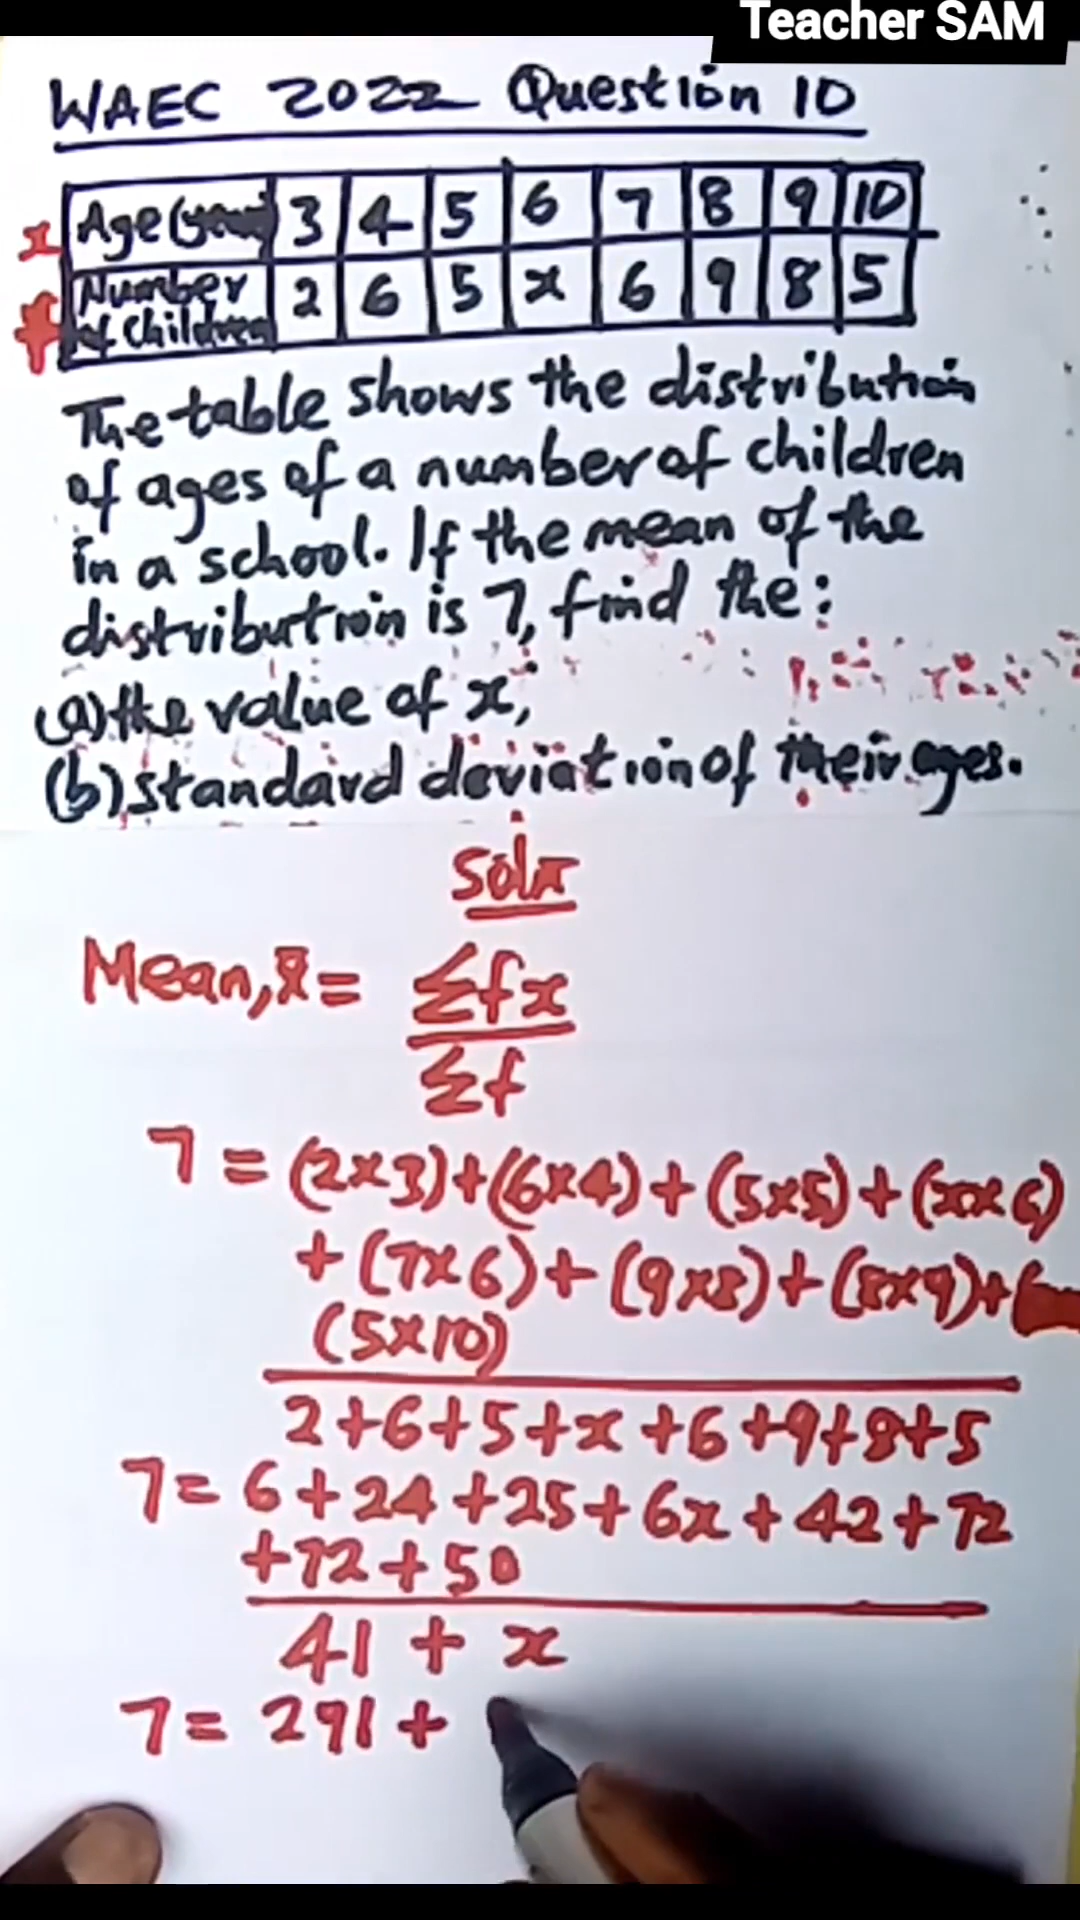 Teacher SAM
WAEC 2022 Question 10
x Age (years) 3 4 5 6 7 8 9 10
f Number of Children 2 6 5 x 6 9 8 5
The table shows the distribution
of ages of a number of children
in a school. If the mean of the
distribution is 7, find the:
(a) the value of x,
(b) standard deviation of their ages.
Soln
Mean, x̄ = Σfx
Σf
7 = (2×3)+(6×4)+(5×5)+(x×6)
+(7×6)+(9×8)+(8×9)+(
(5×10)
2+6+5+x+6+9+8+5
7= 6+24+25+6x+42+72
+72+50
41 + x
7= 291 +